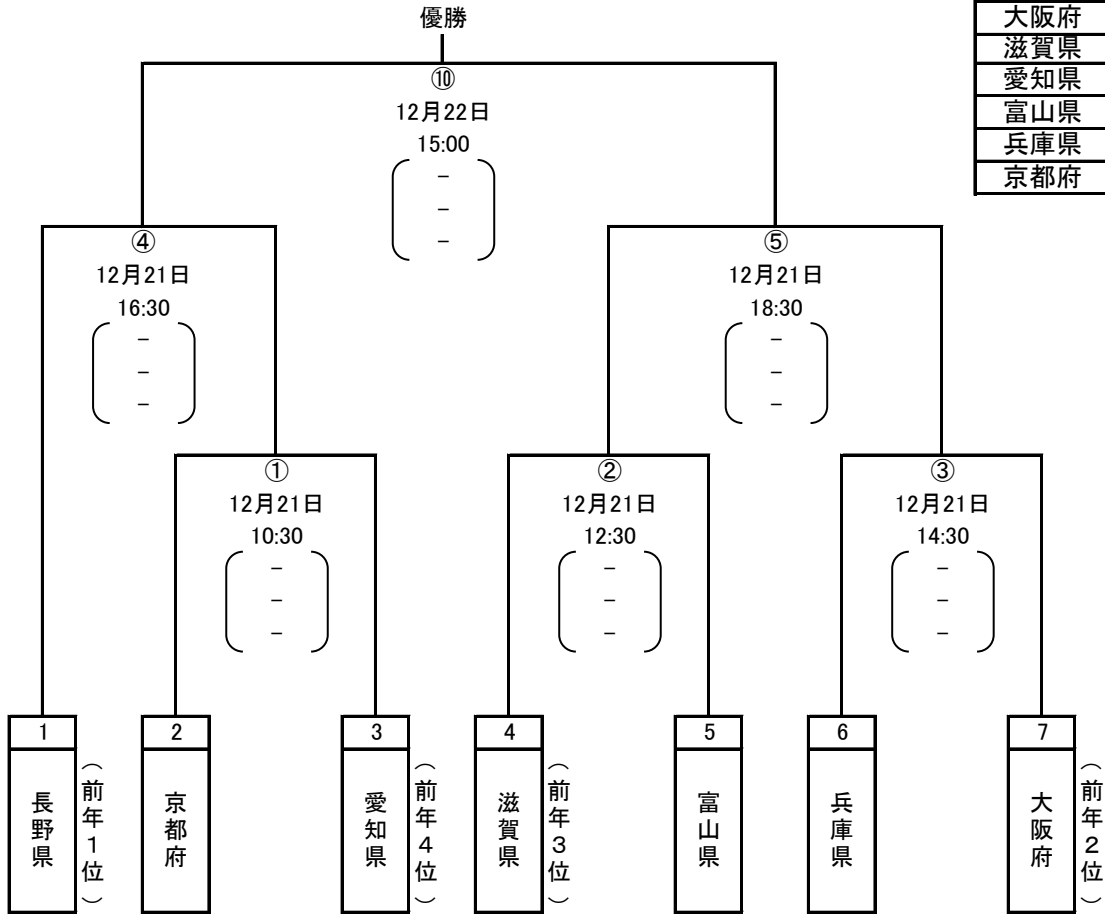 優勝
大阪府
滋賀県
愛知県
富山県
兵庫県
京都府
⑩
12月22日
15:00
－
－
－
④
12月21日
16:30
－
－
－
⑤
12月21日
18:30
－
－
－
①
12月21日
10:30
－
－
－
②
12月21日
12:30
－
－
－
③
12月21日
14:30
－
－
－
1
長野県
（前年1位）
2
京都府
3
愛知県
（前年4位）
4
滋賀県
（前年3位）
5
富山県
6
兵庫県
7
大阪府
（前年2位）